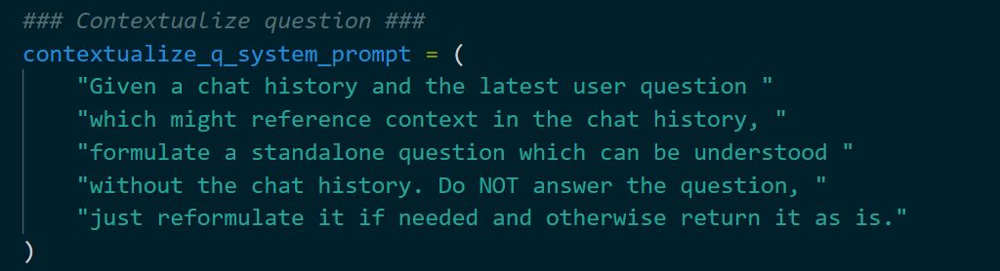 ### Contextualize question ###
contextualize_q_system_prompt = (
    "Given a chat history and the latest user question "
    "which might reference context in the chat history, "
    "formulate a standalone question which can be understood "
    "without the chat history. Do NOT answer the question, "
    "just reformulate it if needed and otherwise return it as is."
)